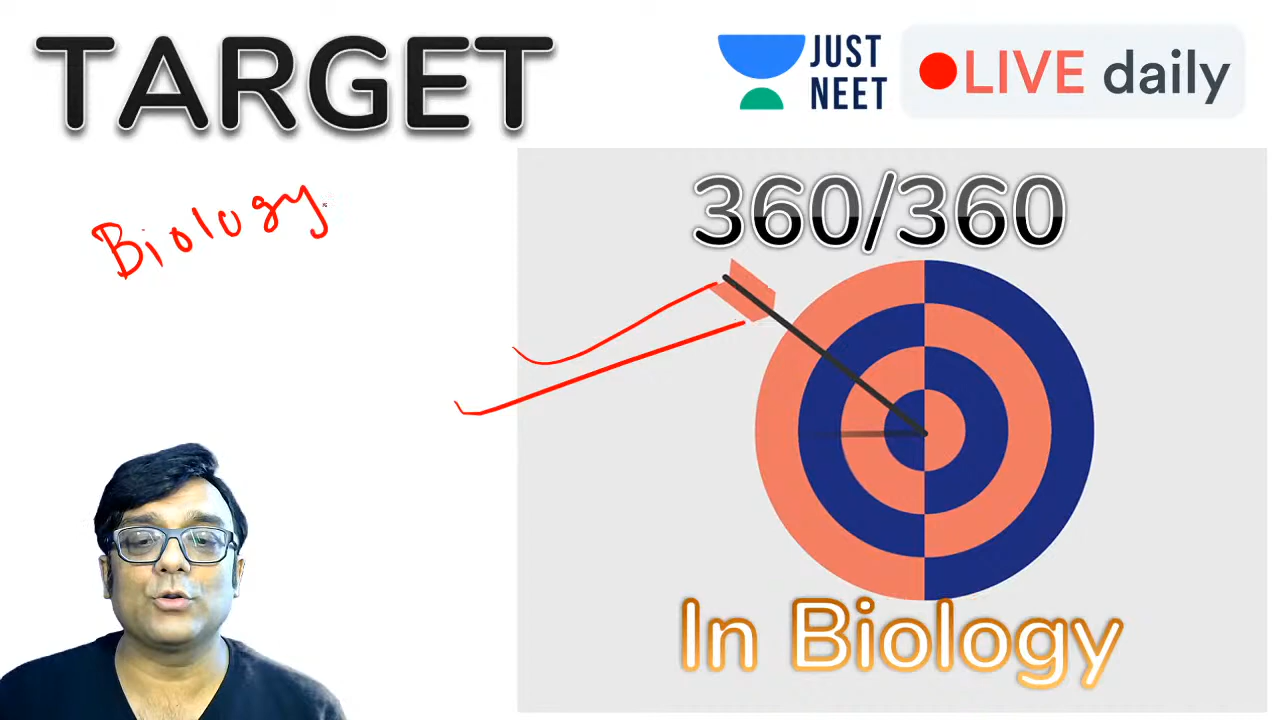 TARGET
JUST
NEET
LIVE daily
Biology
360/360
In Biology